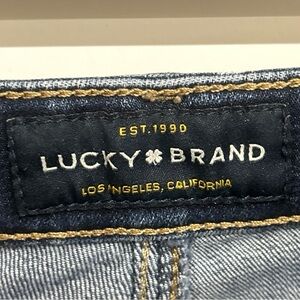 EST.1990
LUCKY BRAND
LOS ANGELES, CALIFORNIA